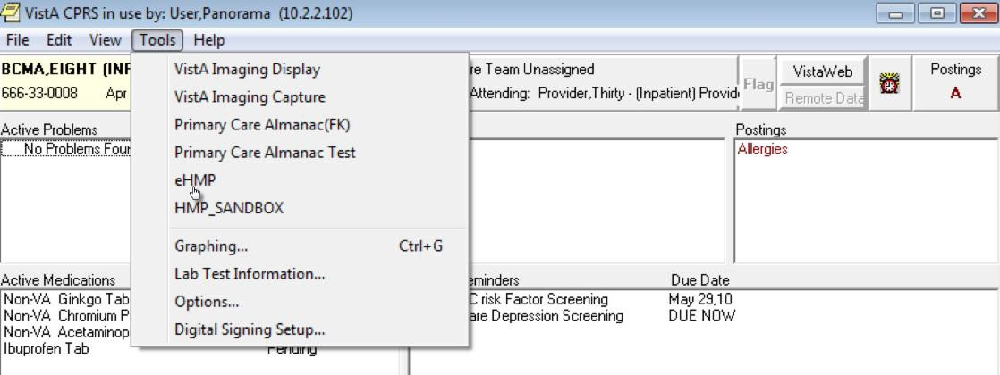 VistA CPRS in use by: User,Panorama (10.2.2.102)
File Edit View Tools Help
BCMA,EIGHT (INP
666-33-0008 Apr
re Team Unassigned
Attending: Provider,Thirty - (Inpatient) Provid
Flag
VistaWeb
Remote Data
Postings
A
VistA Imaging Display
VistA Imaging Capture
Primary Care Almanac(FK)
Primary Care Almanac Test
eHMP
HMP_SANDBOX
Graphing... Ctrl+G
Lab Test Information...
Options...
Digital Signing Setup...
Active Problems
No Problems Foun
Postings
Allergies
Active Medications
Non-VA Ginkgo Tab
Non-VA Chromium P
Non-VA Acetaminop
Ibuprofen Tab Pending
eminders Due Date
C risk Factor Screening May 29,10
are Depression Screening DUE NOW